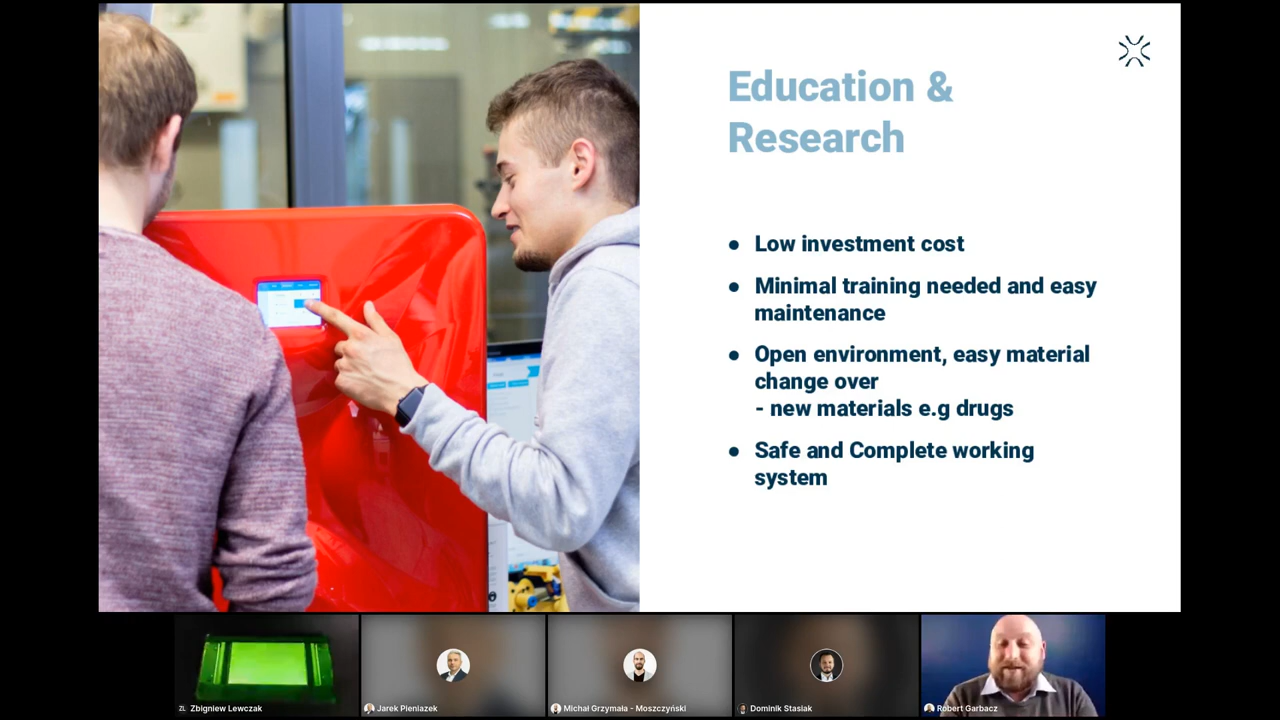 Education &
Research
● Low investment cost
● Minimal training needed and easy
maintenance
● Open environment, easy material
change over
- new materials e.g drugs
● Safe and Complete working
system
ZL Zbigniew Lewczak
Jarek Pieniazek
Michał Grzymała - Moszczyński
Dominik Stasiak
Robert Garbacz